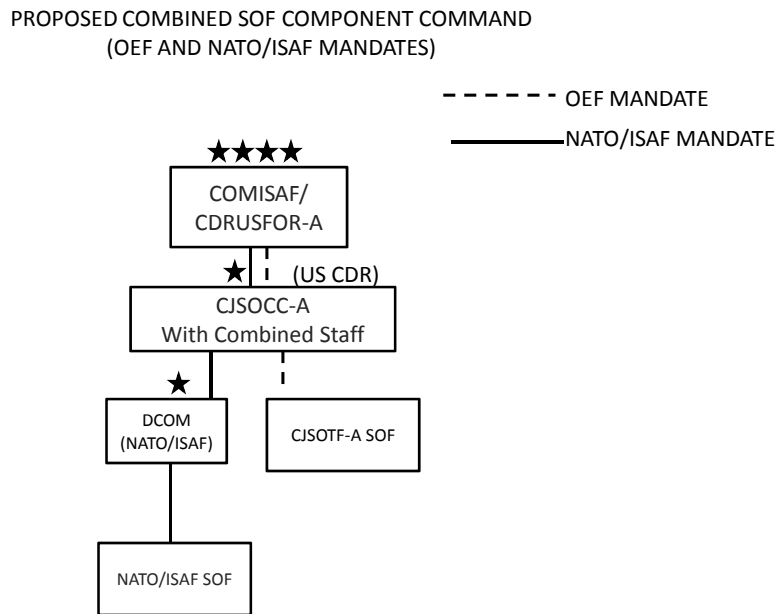 PROPOSED COMBINED SOF COMPONENT COMMAND
(OEF AND NATO/ISAF MANDATES)
OEF MANDATE
NATO/ISAF MANDATE
COMISAF/
CDRUSFOR-A
(US CDR)
CJSOCC-A
With Combined Staff
DCOM
(NATO/ISAF)
CJSOTF-A SOF
NATO/ISAF SOF